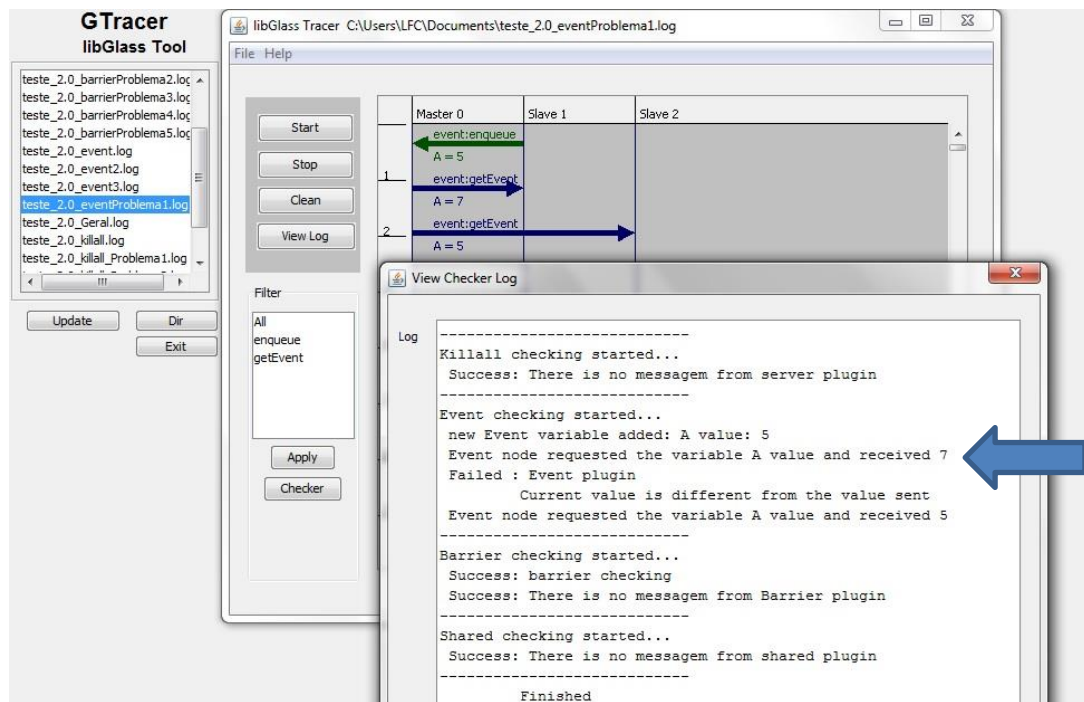 GTracer
libGlass Tool
teste_2.0_barrierProblema2.log
teste_2.0_barrierProblema3.log
teste_2.0_barrierProblema4.log
teste_2.0_barrierProblema5.log
teste_2.0_event.log
teste_2.0_event2.log
teste_2.0_event3.log
teste_2.0_eventProblema1.log
teste_2.0_Geral.log
teste_2.0_killall.log
teste_2.0_killall_Problema1.log
Update
Dir
Exit
libGlass Tracer C:\Users\LFC\Documents\teste_2.0_eventProblema1.log
File Help
Start
Stop
Clean
View Log
Filter
All
enqueue
getEvent
Apply
Checker
Master 0
Slave 1
Slave 2
event:enqueue
A = 5
1
event:getEvent
A = 7
2
event:getEvent
A = 5
View Checker Log
Log
----------------------------
Killall checking started...
Success: There is no messagem from server plugin
----------------------------
Event checking started...
new Event variable added: A value: 5
Event node requested the variable A value and received 7
Failed : Event plugin
Current value is different from the value sent
Event node requested the variable A value and received 5
----------------------------
Barrier checking started...
Success: barrier checking
Success: There is no messagem from Barrier plugin
----------------------------
Shared checking started...
Success: There is no messagem from shared plugin
----------------------------
Finished